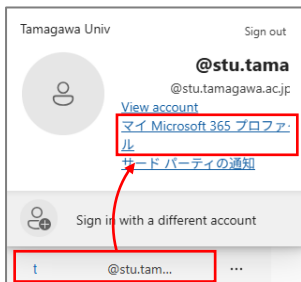 Tamagawa Univ
Sign out
@stu.tama
@stu.tamagawa.ac.jp
View account
マイ Microsoft 365 プロファイ
ル
サード パーティの通知
Sign in with a different account
t @stu.tam... ...